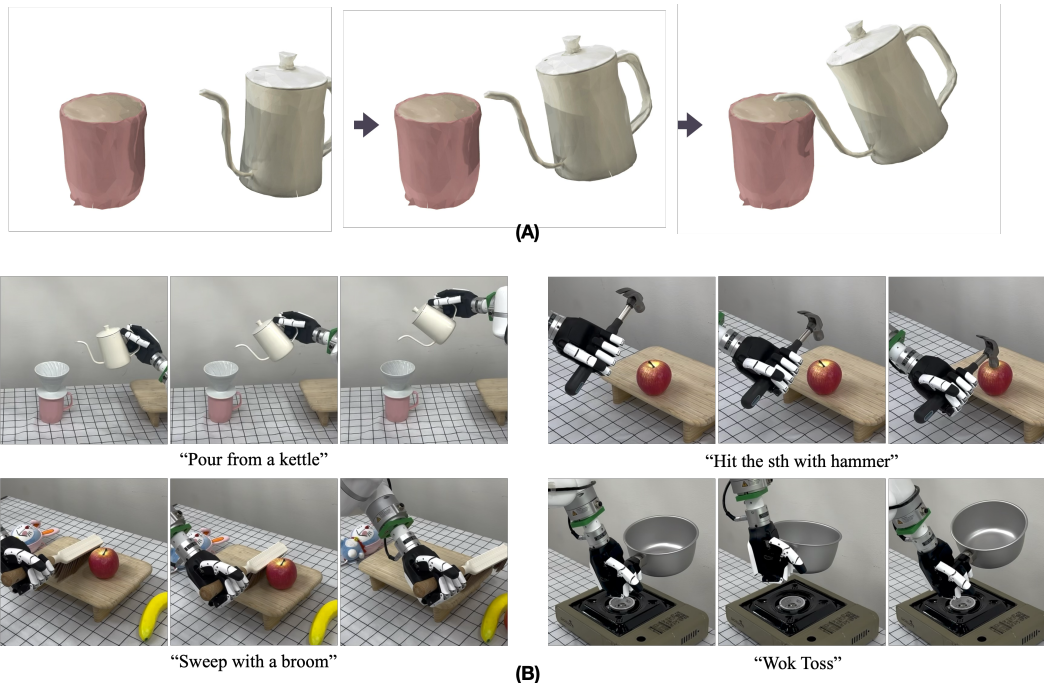 (A)
“Pour from a kettle”
“Hit the sth with hammer”
“Sweep with a broom”
“Wok Toss”
(B)